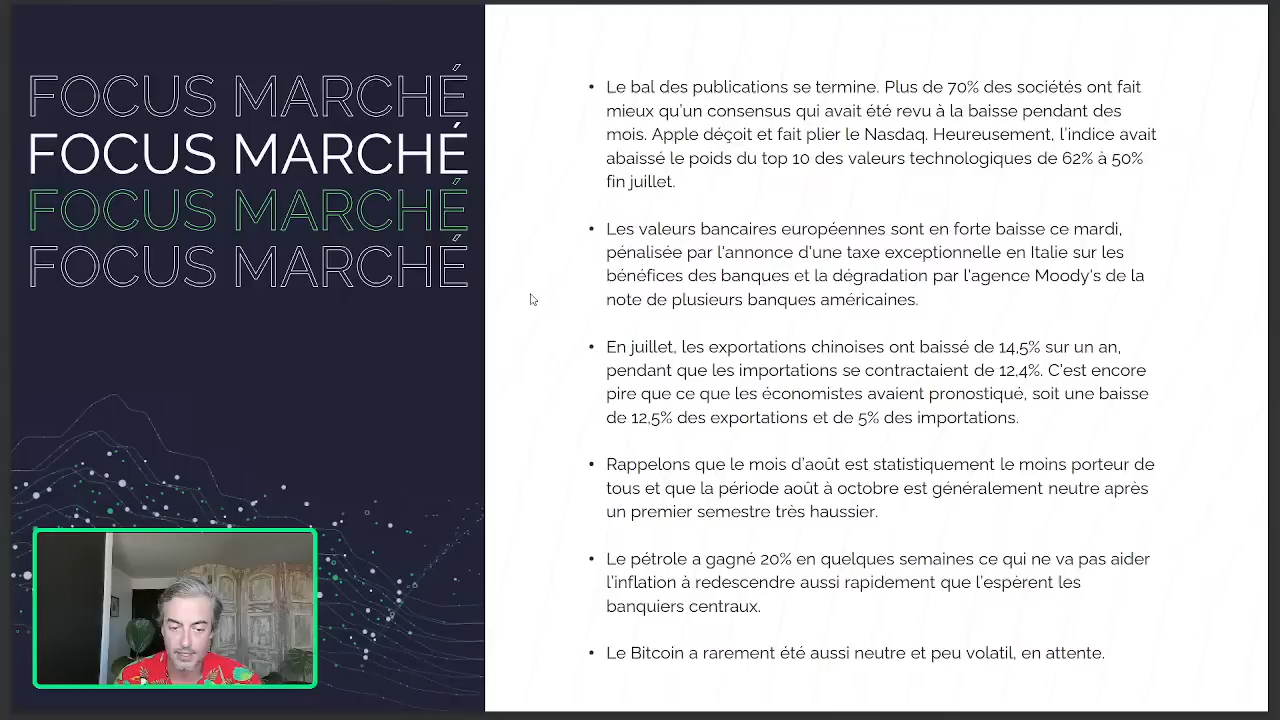 FOCUS MARCHÉ
FOCUS MARCHÉ
FOCUS MARCHÉ
FOCUS MARCHÉ
• Le bal des publications se termine. Plus de 70% des sociétés ont fait
mieux qu'un consensus qui avait éte revu à la baisse pendant des
mois. Apple déçoit et fait plier le Nasdaq. Heureusement, l'indice avait
abaissé le poids du top 10 des valeurs technologiques de 62% à 50%
fin juillet.
• Les valeurs bancaires européennes sont en forte baisse ce mardi,
pénalisée par l'annonce d'une taxe exceptionnelle en Italie sur les
bénéfices des banques et la dégradation par l'agence Moody's de la
note de plusieurs banques américaines.
• En juillet, les exportations chinoises ont baissé de 14,5% sur un an,
pendant que les importations se contractaient de 12,4%. C'est encore
pire que ce que les économistes avaient pronostiqué, soit une baisse
de 12,5% des exportations et de 5% des importations.
• Rappelons que le mois d'août est statistiquement le moins porteur de
tous et que la période août à octobre est généralement neutre après
un premier semestre très haussier.
• Le pétrole a gagné 20% en quelques semaines ce qui ne va pas aider
l'inflation à redescendre aussi rapidement que l'espèrent les
banquiers centraux.
• Le Bitcoin a rarement été aussi neutre et peu volatil, en attente.